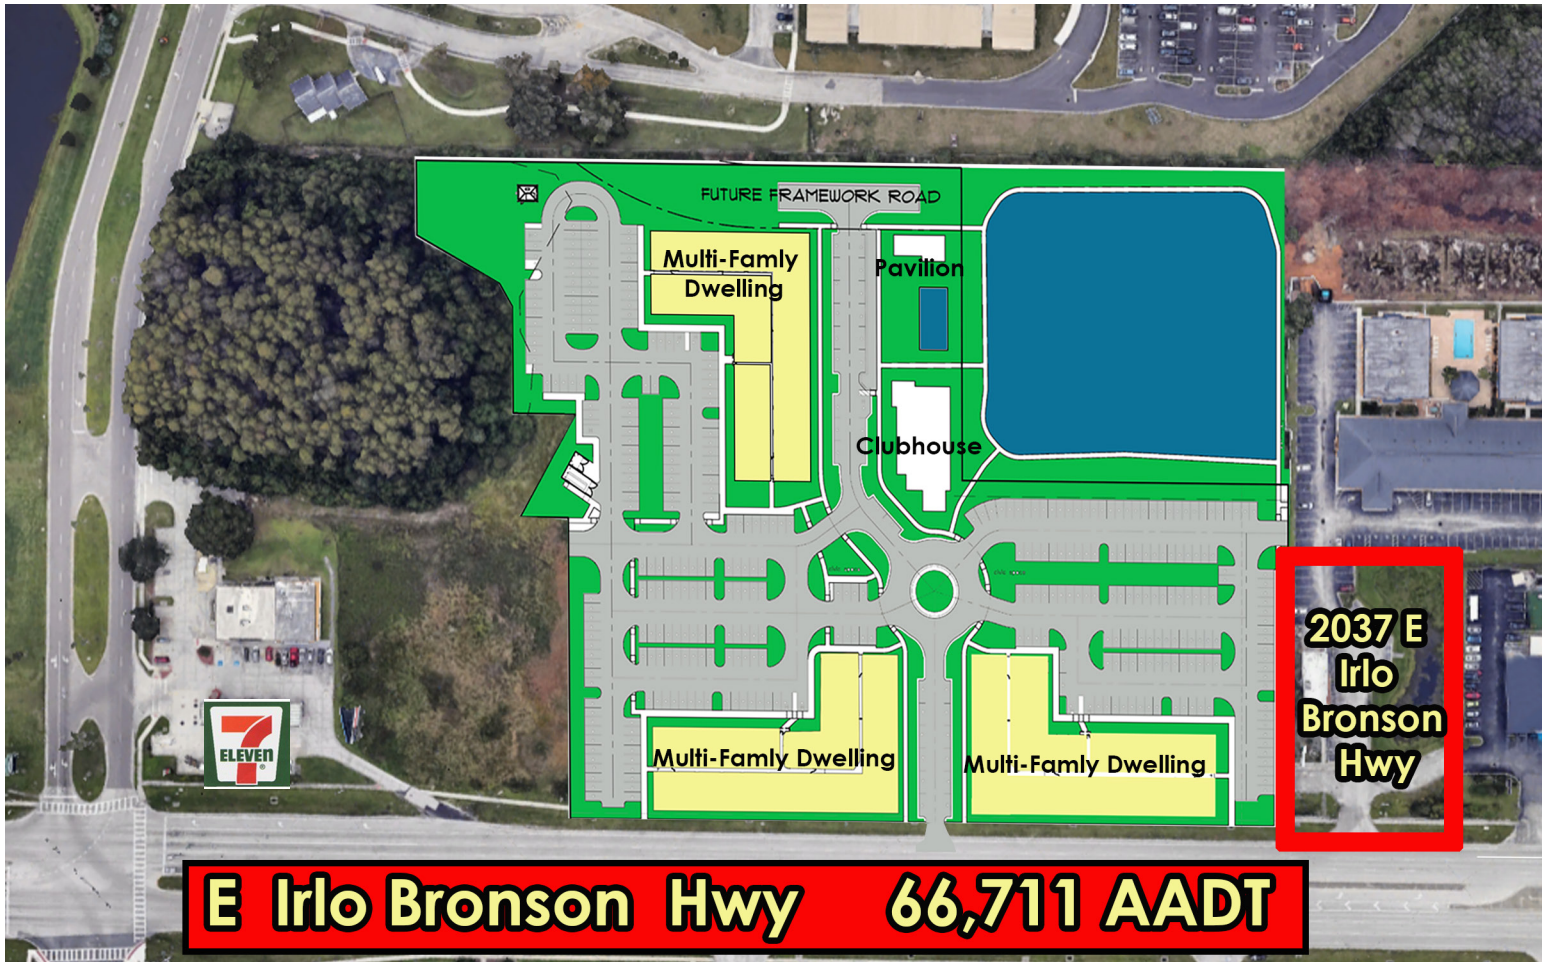 FUTURE FRAMEWORK ROAD
Multi-Famly
Dwelling
Pavilion
Clubhouse
2037 E
Irlo
Bronson
Hwy
7
ELEVEN
®
Multi-Famly Dwelling
Multi-Famly Dwelling
E Irlo Bronson Hwy 66,711 AADT